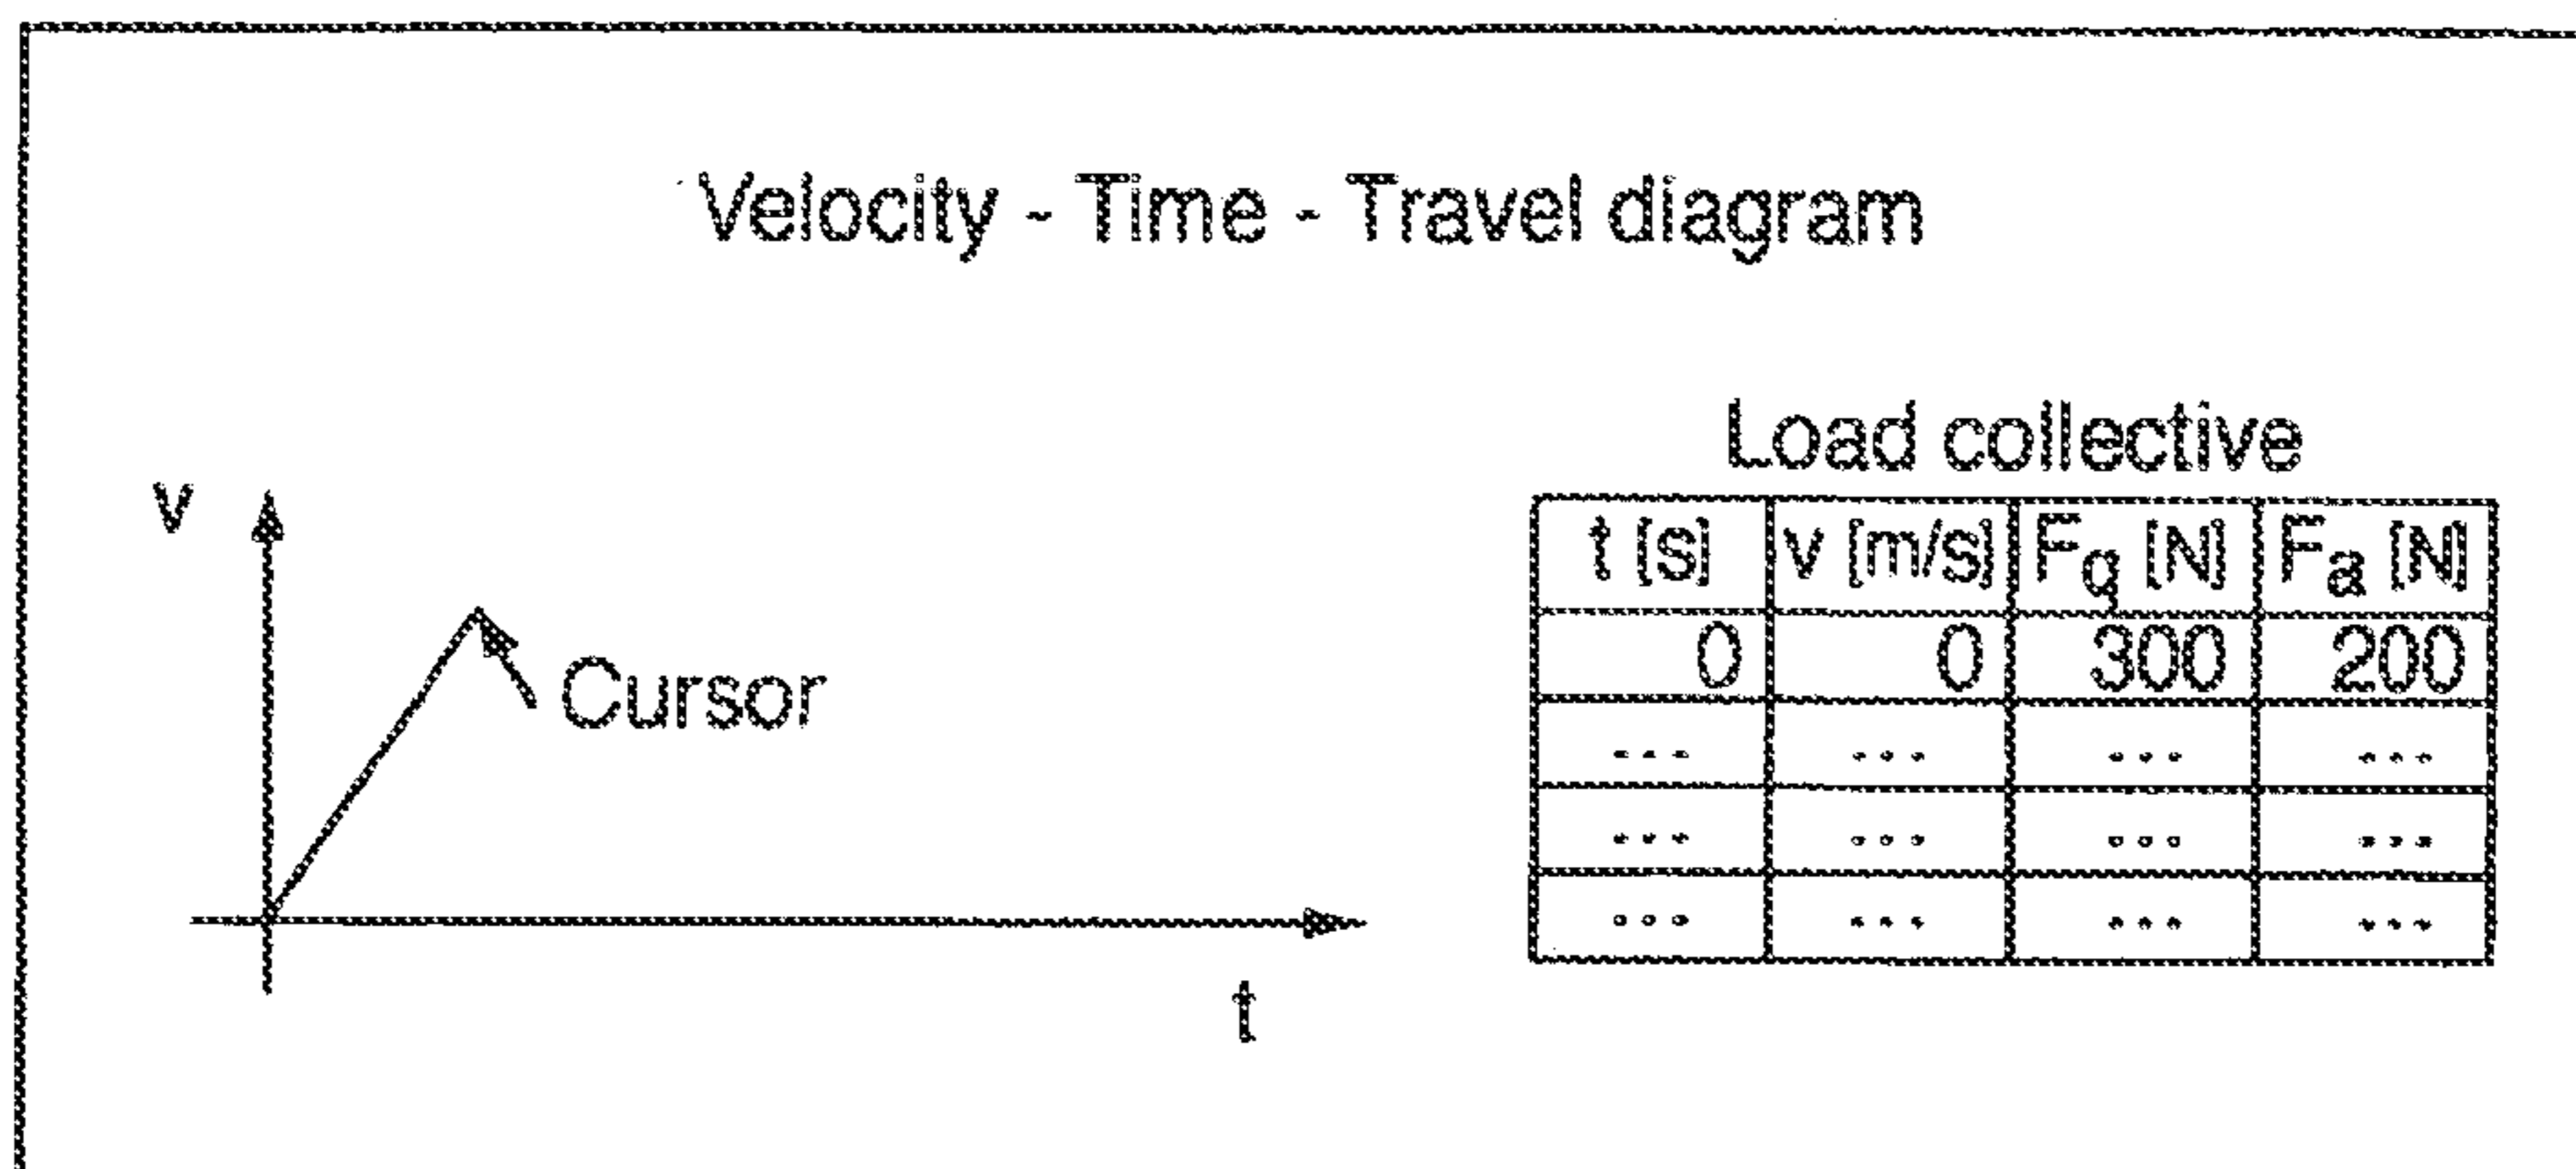 Velocity - Time - Travel diagram
Load collective
v
t [s] v [m/s] Fq [N] Fa [N]
0 0 300 200
Cursor
... ... ... ...
... ... ... ...
... ... ... ...
t